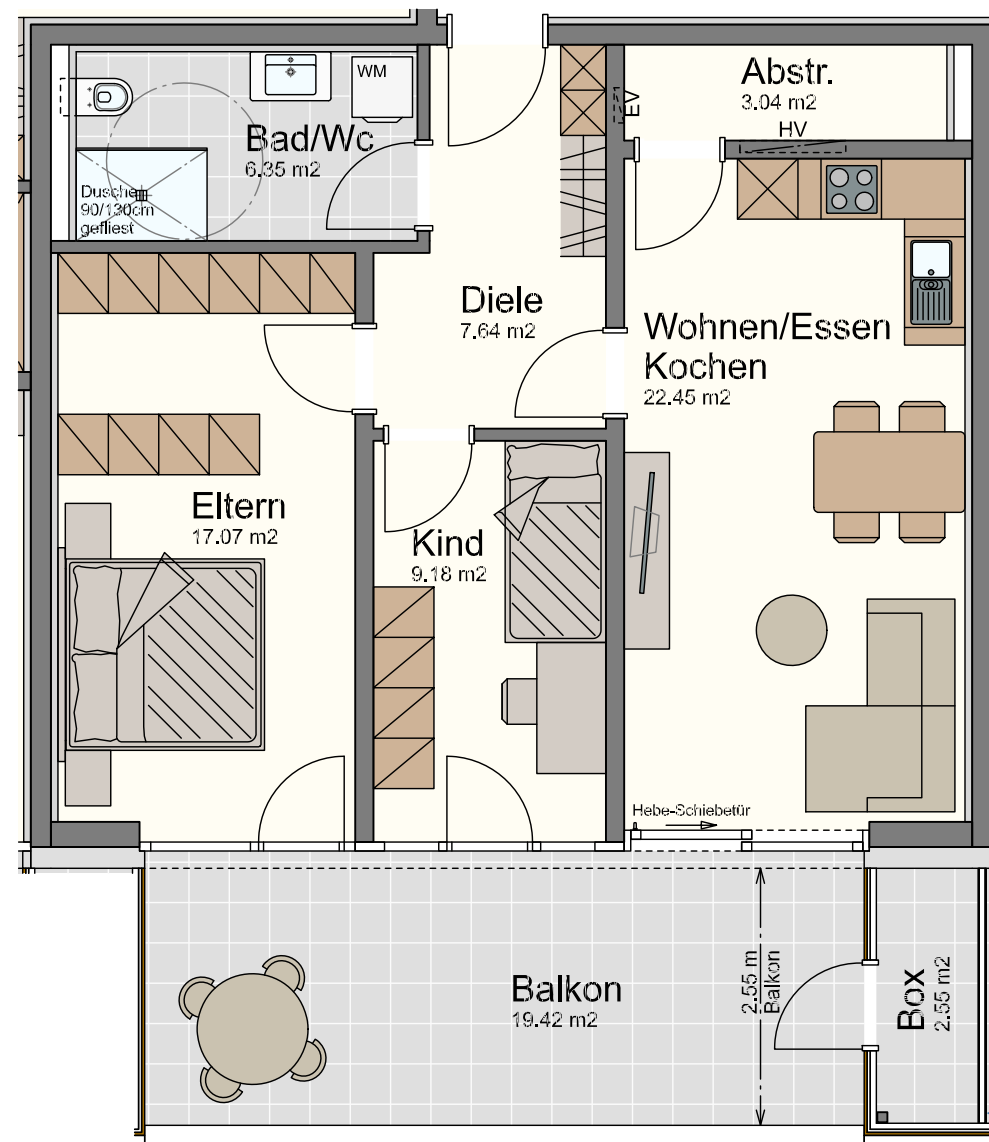 WM
Bad/Wc
6.35 m2
Dusche
90/130cm
gefliest
EV
Abstr.
3.04 m2
HV
Diele
7.64 m2
Wohnen/Essen
Kochen
22.45 m2
Eltern
17.07 m2
Kind
9.18 m2
Hebe-Schiebetür
Balkon
19.42 m2
2.55 m
Balkon
Box
2.55 m2